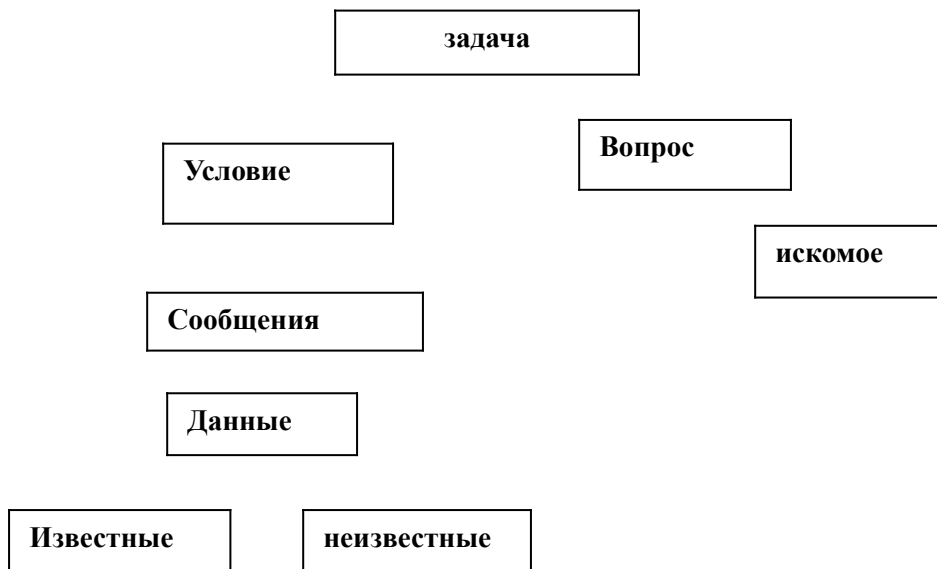 задача
Вопрос
Условие
искомое
Сообщения
Данные
Известные
неизвестные